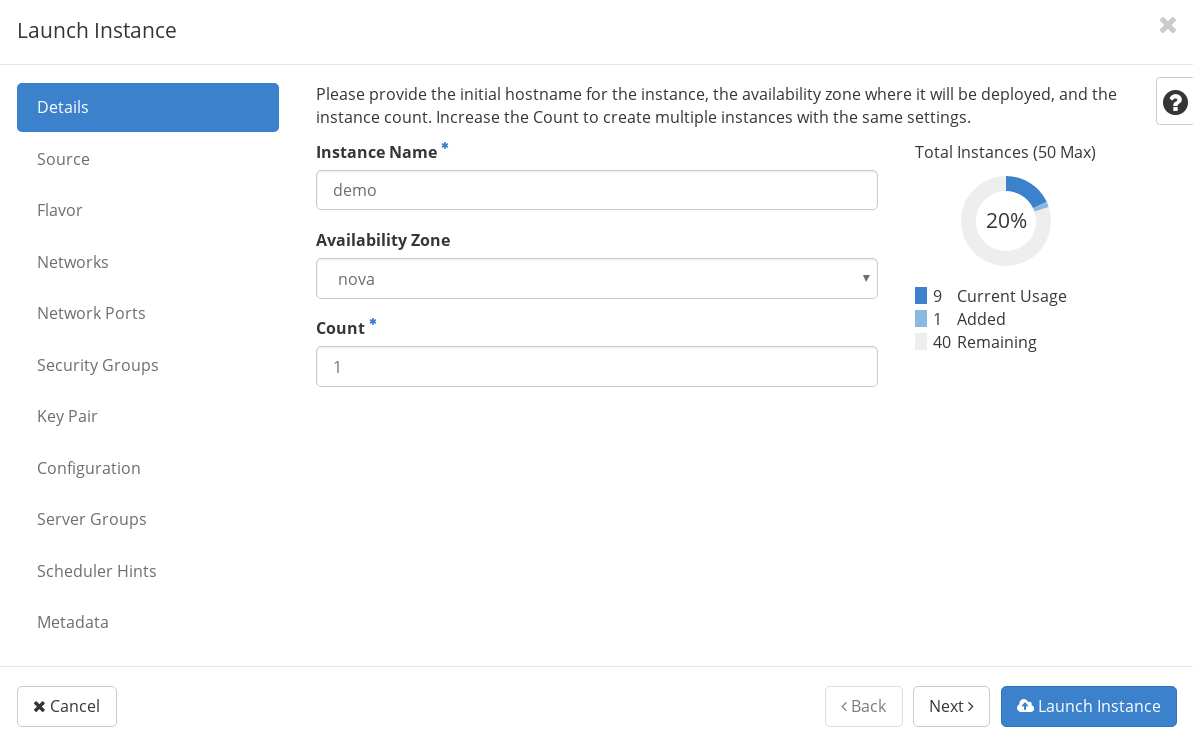 Launch Instance
Details
Source
Flavor
Networks
Network Ports
Security Groups
Key Pair
Configuration
Server Groups
Scheduler Hints
Metadata
Please provide the initial hostname for the instance, the availability zone where it will be deployed, and the
instance count. Increase the Count to create multiple instances with the same settings.
Instance Name *
demo
Availability Zone
nova
Count *
1
Total Instances (50 Max)
20%
9 Current Usage
1 Added
40 Remaining
Cancel
‹ Back
Next ›
Launch Instance